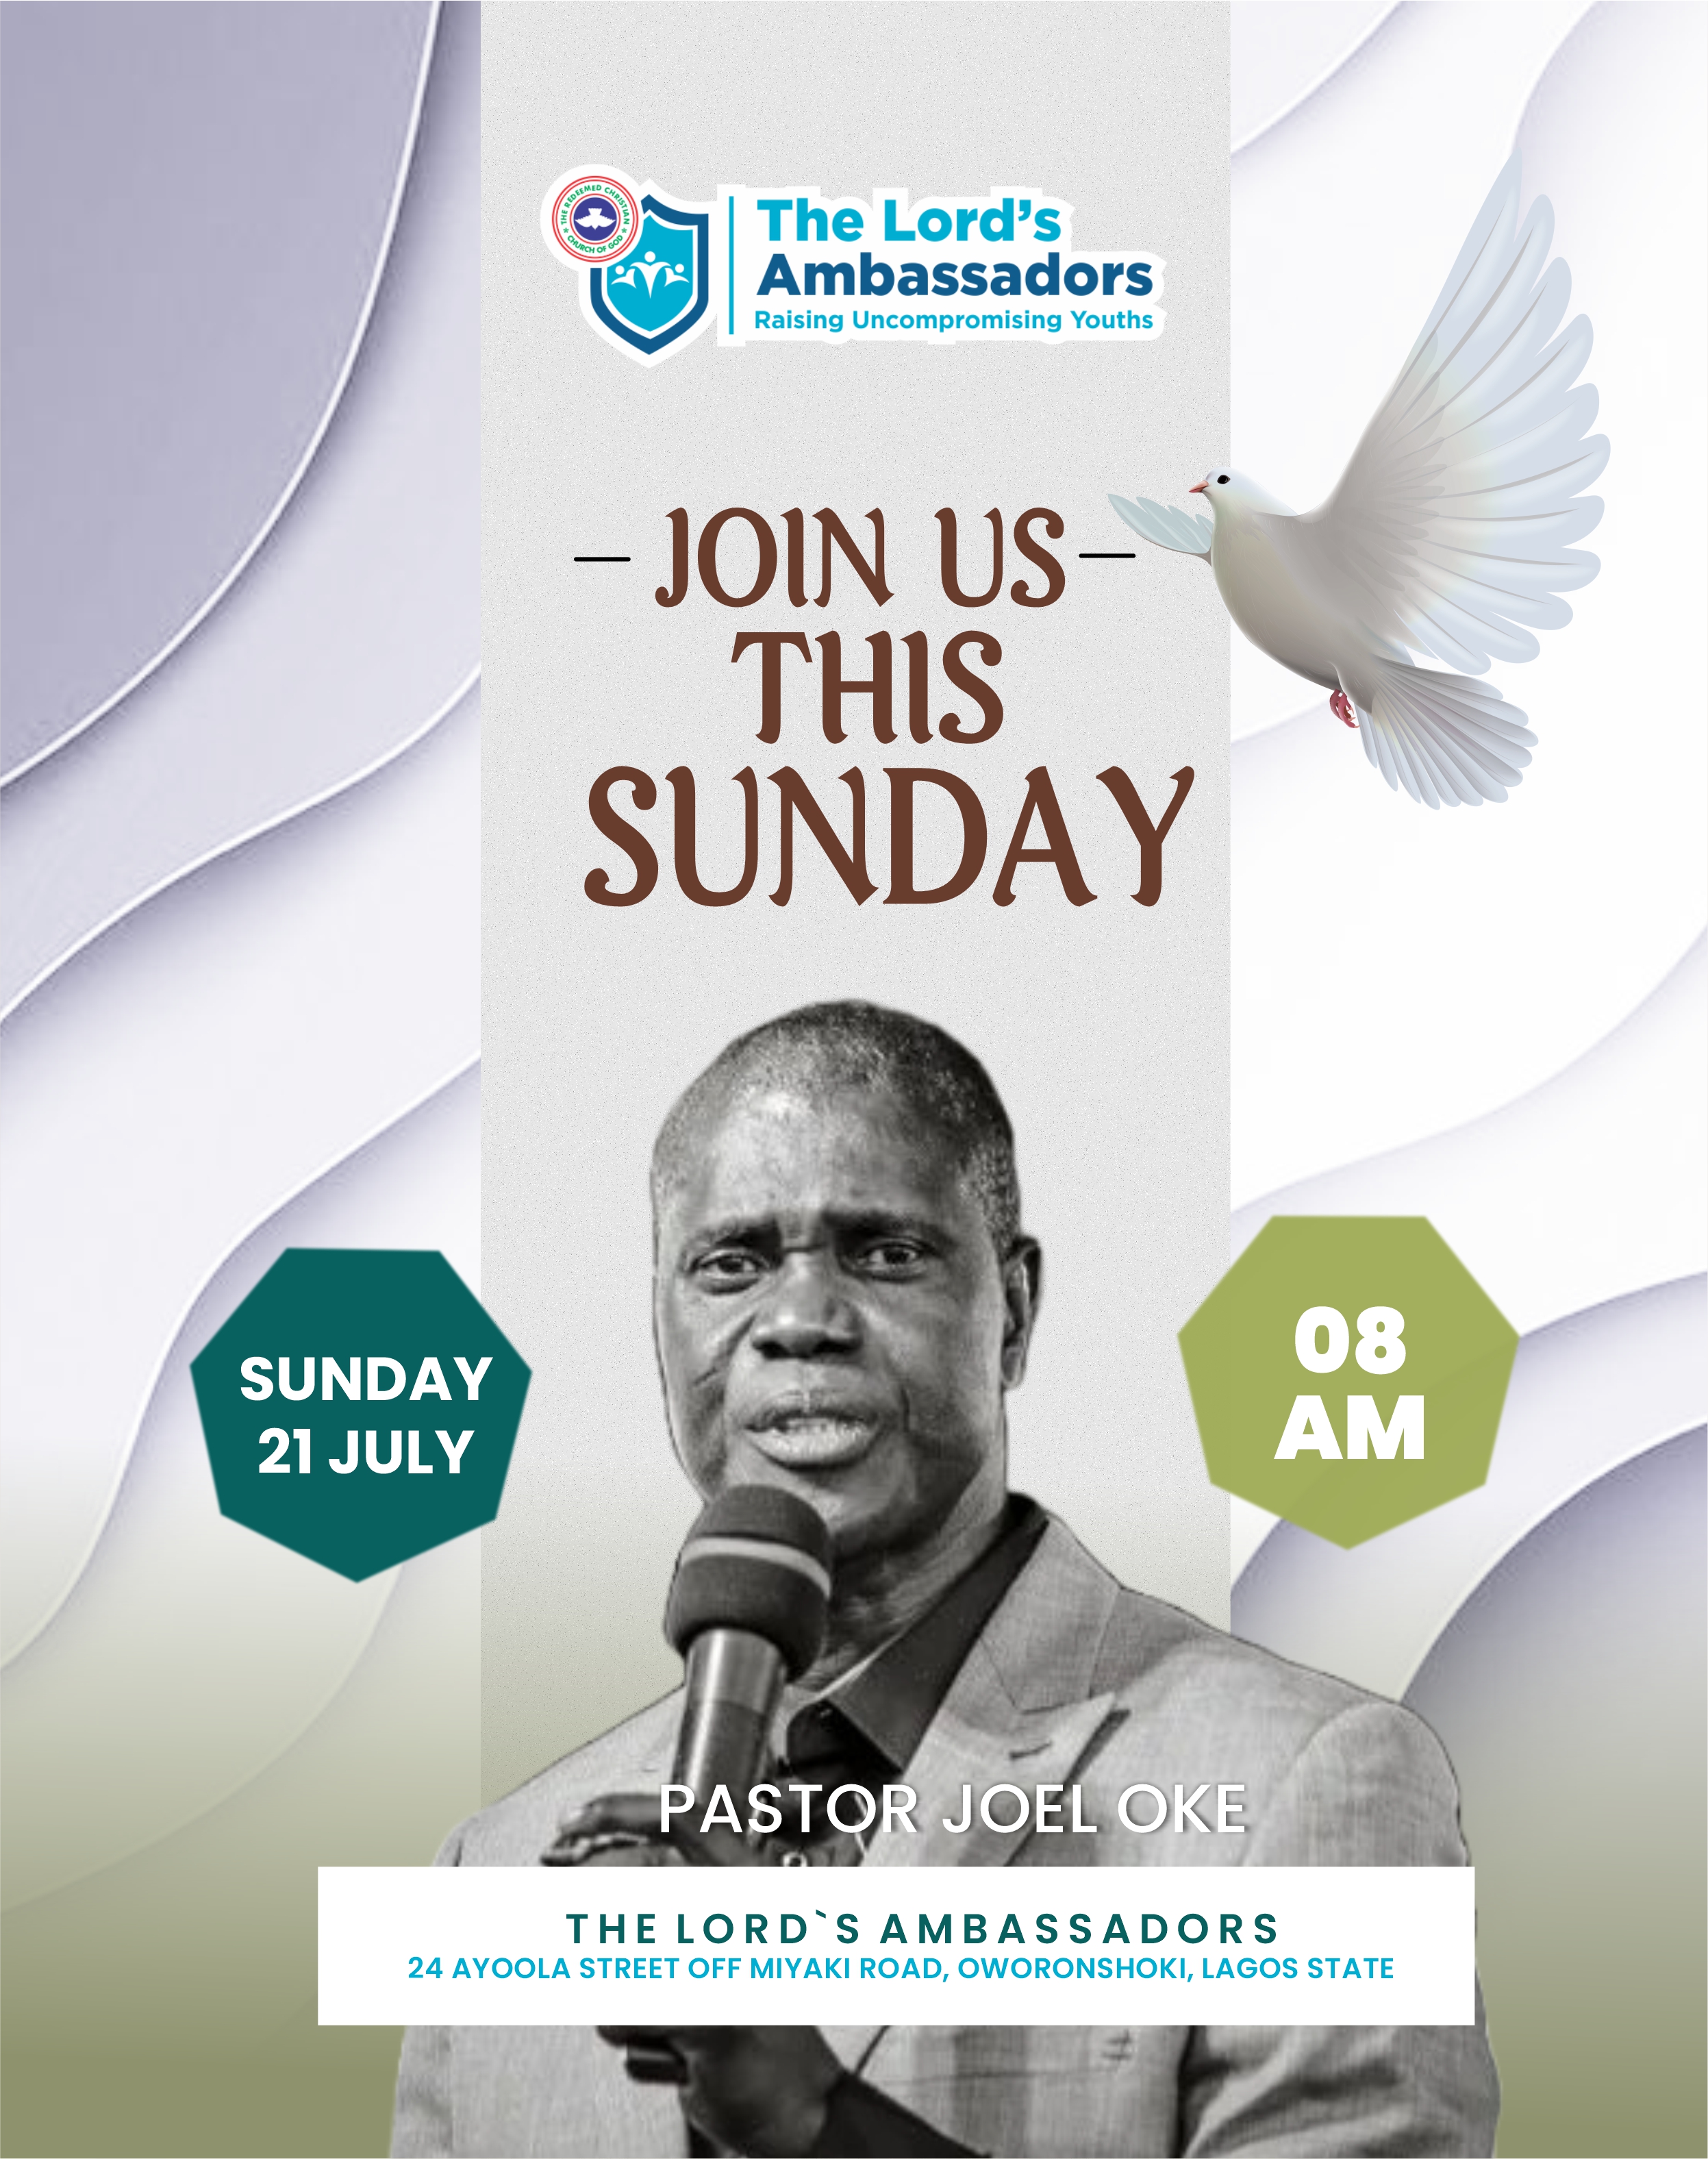 THE REDEEMED CHRISTIAN
CHURCH OF GOD
The Lord's
Ambassadors
Raising Uncompromising Youths
JOIN US
THIS
SUNDAY
SUNDAY
21 JULY
08
AM
PASTOR JOEL OKE
THE LORD`S AMBASSADORS
24 AYOOLA STREET OFF MIYAKI ROAD, OWORONSHOKI, LAGOS STATE